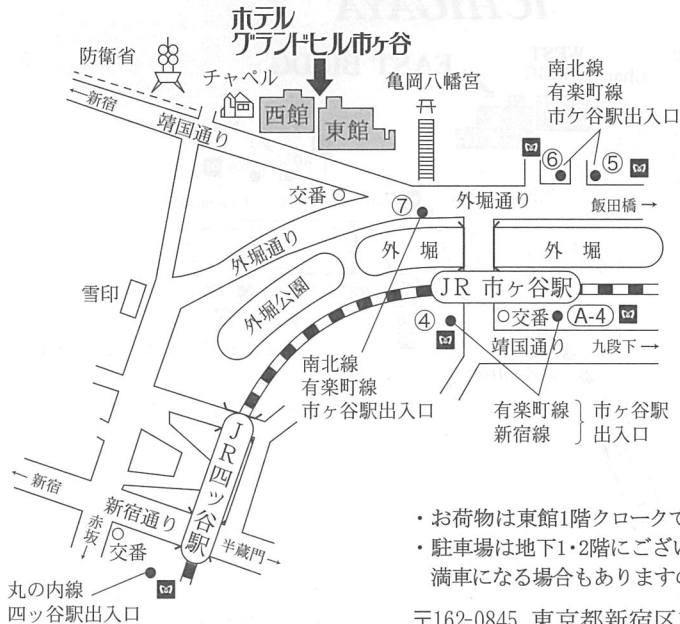 ホテル
グランドヒル市ヶ谷
防衛省
チャペル
亀岡八幡宮
南北線
有楽町線
市ケ谷駅出入口
←新宿
靖国通り
西館
東館
⑥
⑤
交番
⑦
外堀通り
飯田橋→
外堀通り
外 堀
外 堀
雪印
外堀公園
JR 市ヶ谷駅
④
交番
A-4
靖国通り
九段下→
南北線
有楽町線
市ヶ谷駅出入口
有楽町線
新宿線
市ヶ谷駅
出入口
JR四ッ谷駅
←新宿
新宿通り
赤坂
交番
半蔵門→
丸の内線
四ッ谷駅出入口
・お荷物は東館1階クロークで
・駐車場は地下1・2階にござい
満車になる場合もありますの
〒162-0845 東京都新宿区